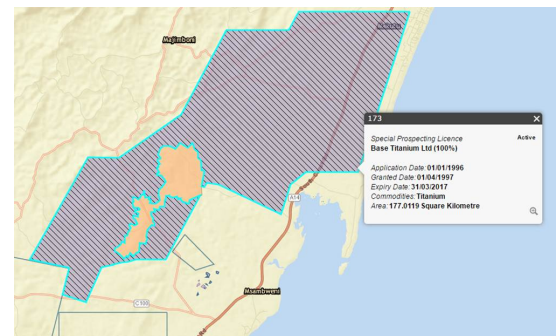 Majimboni
Maisutu
173
Special Prospecting Licence
Active
Base Titanium Ltd (100%)
Application Date: 01/01/1996
Granted Date: 01/04/1997
Expiry Date: 31/03/2017
Commodities: Titanium
Area: 177.0119 Square Kilometre
A14
Msambweni
C106